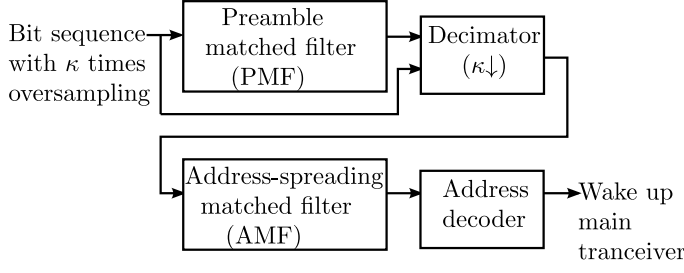 Bit sequence
with κ times
oversampling
Preamble
matched filter
(PMF)
Decimator
(κ↓)
Address-spreading
matched filter
(AMF)
Address
decoder
Wake up
main
tranceiver